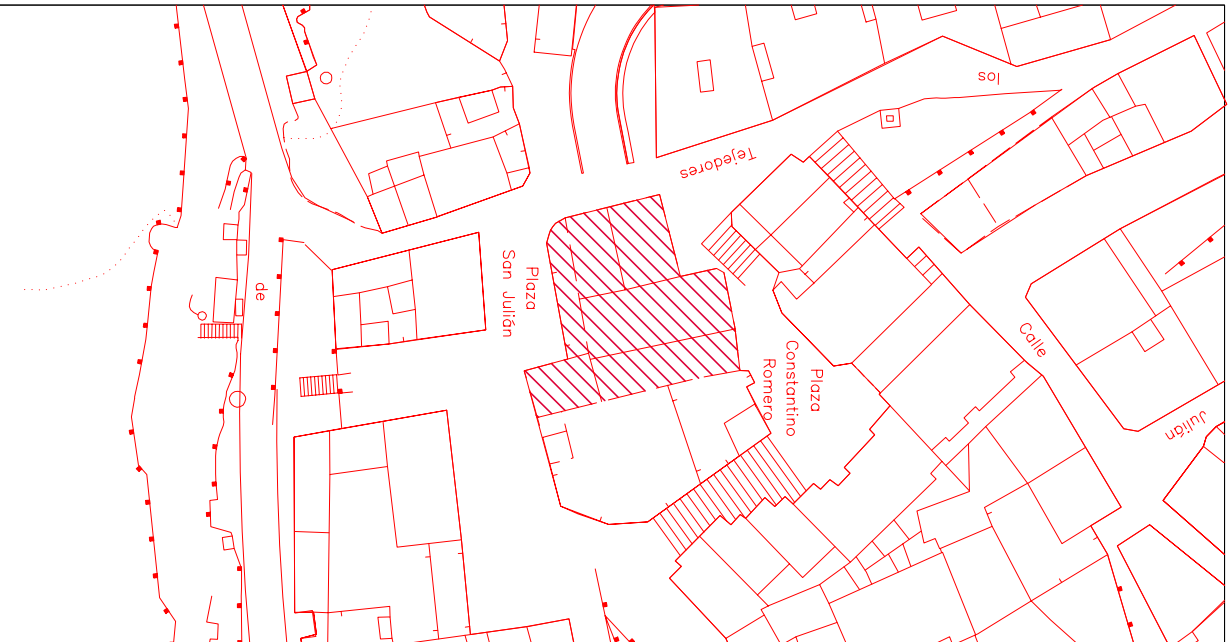 los
Tejedores
Plaza
San Julián
de
Plaza
Constantino
Romero
Calle
Julián